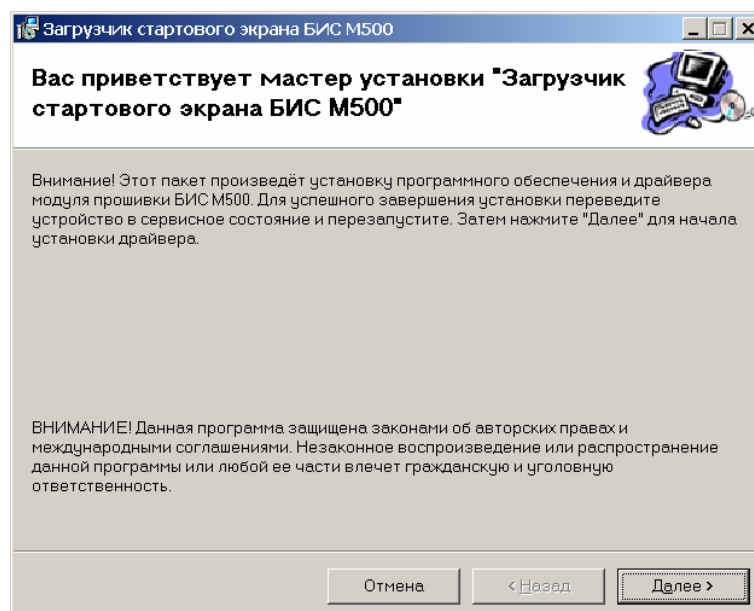 Загрузчик стартового экрана БИС М500
Вас приветствует мастер установки "Загрузчик
стартового экрана БИС М500"
Внимание! Этот пакет произведёт установку программного обеспечения и драйвера
модуля прошивки БИС М500. Для успешного завершения установки переведите
устройство в сервисное состояние и перезапустите. Затем нажмите "Далее" для начала
установки драйвера.
ВНИМАНИЕ! Данная программа защищена законами об авторских правах и
международными соглашениями. Незаконное воспроизведение или распространение
данной программы или любой ее части влечет гражданскую и уголовную
ответственность.
Отмена < Назад Далее >